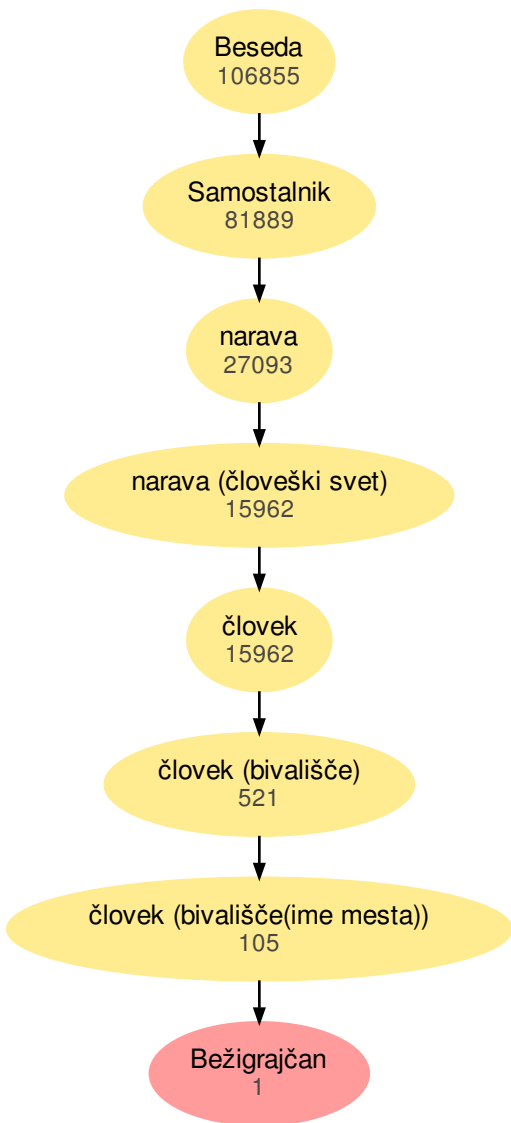 Beseda
106855
Samostalnik
81889
narava
27093
narava (človeški svet)
15962
človek
15962
človek (bivališče)
521
človek (bivališče(ime mesta))
105
Bežigrajčan
1